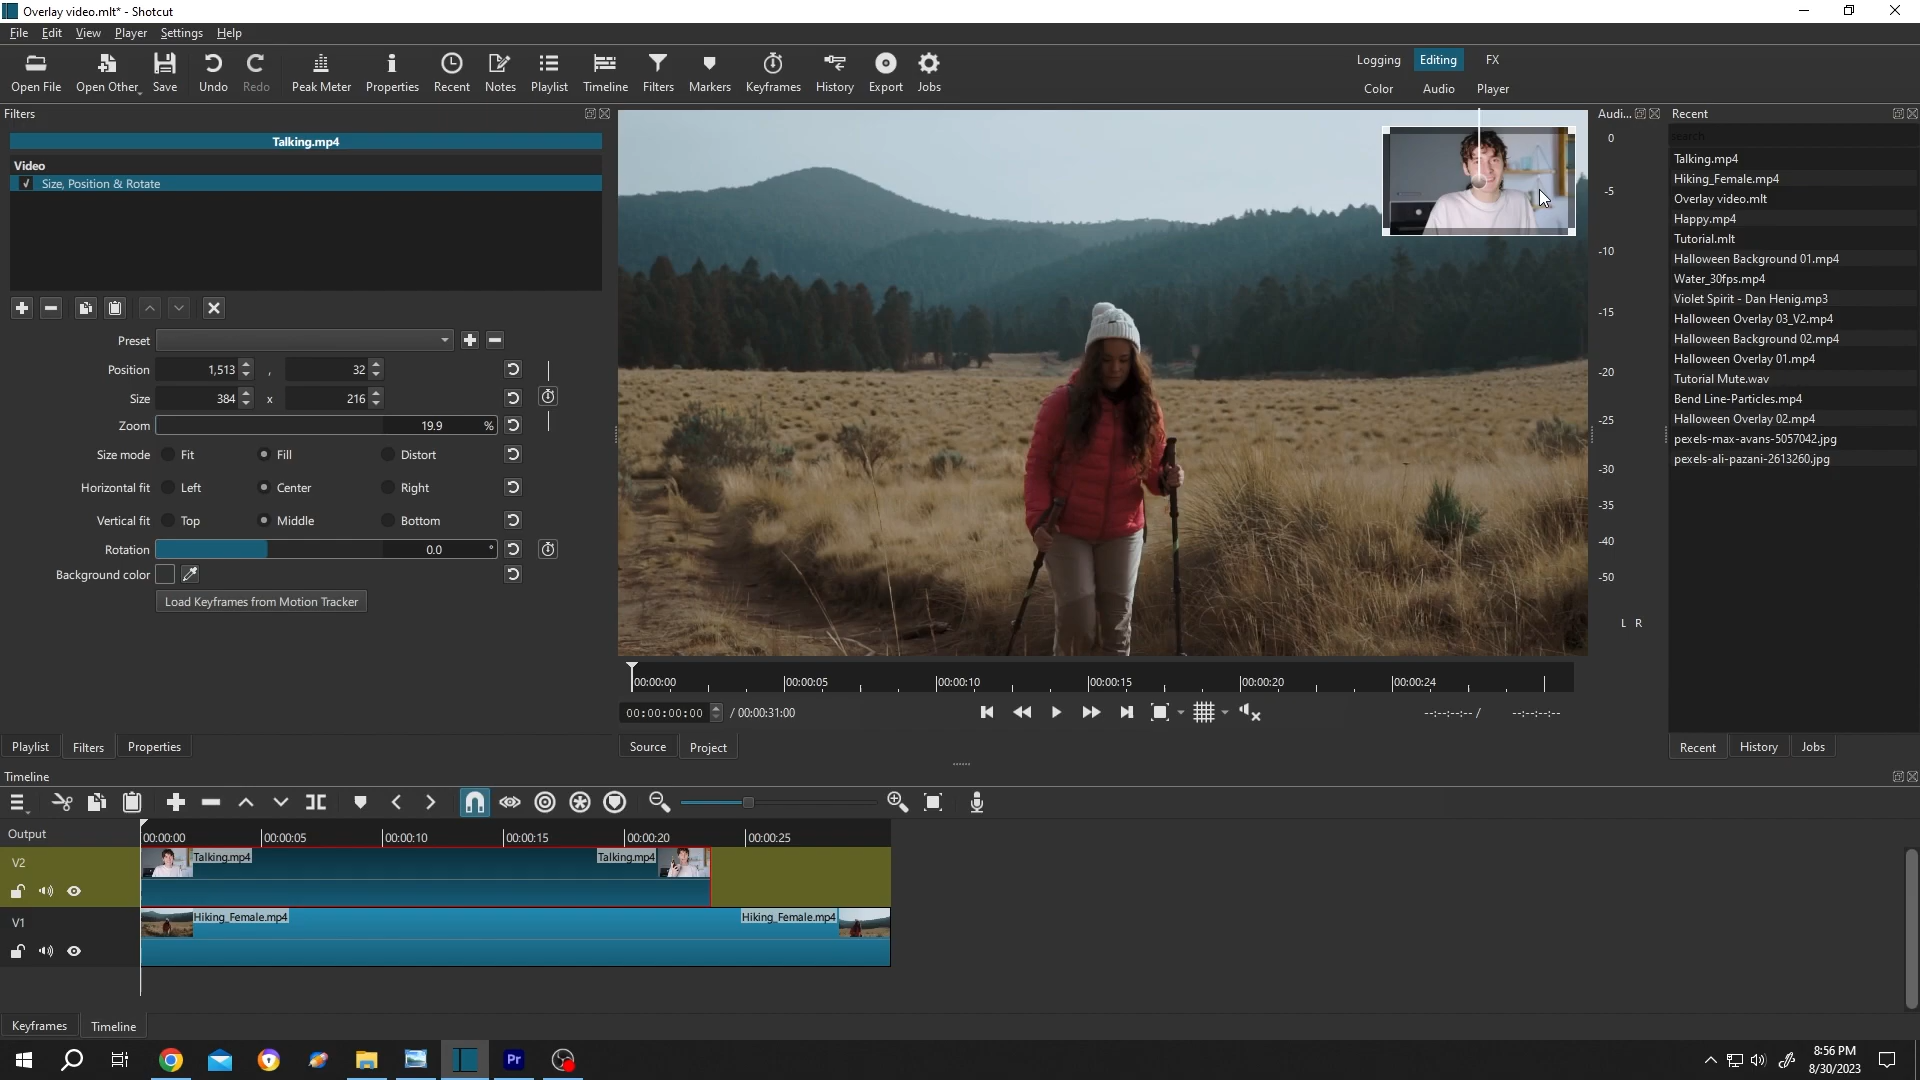 Overlay video.mlt* - Shotcut
File Edit View Player Settings Help
Open File Open Other Save Undo Redo Peak Meter Properties Recent Notes Playlist Timeline Filters Markers Keyframes History Export Jobs
Logging Editing FX
Color Audio Player
Filters
Talking.mp4
Video
Size, Position & Rotate
Preset
Position 1,513 , 32
Size 384 x 216
Zoom 19.9 %
Size mode Fit Fill Distort
Horizontal fit Left Center Right
Vertical fit Top Middle Bottom
Rotation 0.0 °
Background color
Load Keyframes from Motion Tracker
Playlist Filters Properties
00:00:00 00:00:05 00:00:10 00:00:15 00:00:20 00:00:24
00:00:00:00 / 00:00:31:00 --:--:--:-- / --:--:--:--
Source Project
Audi...
0
-5
-10
-15
-20
-25
-30
-35
-40
-50
L R
Recent
search
Talking.mp4
Hiking_Female.mp4
Overlay video.mlt
Happy.mp4
Tutorial.mlt
Halloween Background 01.mp4
Water_30fps.mp4
Violet Spirit - Dan Henig.mp3
Halloween Overlay 03_V2.mp4
Halloween Background 02.mp4
Halloween Overlay 01.mp4
Tutorial Mute.wav
Bend Line-Particles.mp4
Halloween Overlay 02.mp4
pexels-max-avans-5057042.jpg
pexels-ali-pazani-2613260.jpg
Recent History Jobs
Timeline
Output
00:00:00 00:00:05 00:00:10 00:00:15 00:00:20 00:00:25
V2
Talking.mp4 Talking.mp4
V1
Hiking_Female.mp4 Hiking_Female.mp4
Keyframes Timeline
Pr
8:56 PM
8/30/2023